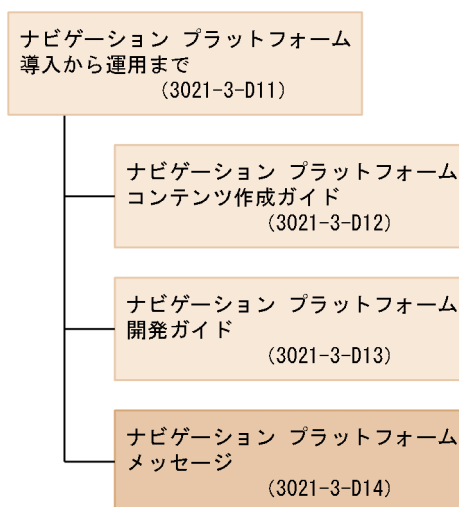 ナビゲーション プラットフォーム
導入から運用まで
(3021-3-D11)
ナビゲーション プラットフォーム
コンテンツ作成ガイド
(3021-3-D12)
ナビゲーション プラットフォーム
開発ガイド
(3021-3-D13)
ナビゲーション プラットフォーム
メッセージ
(3021-3-D14)